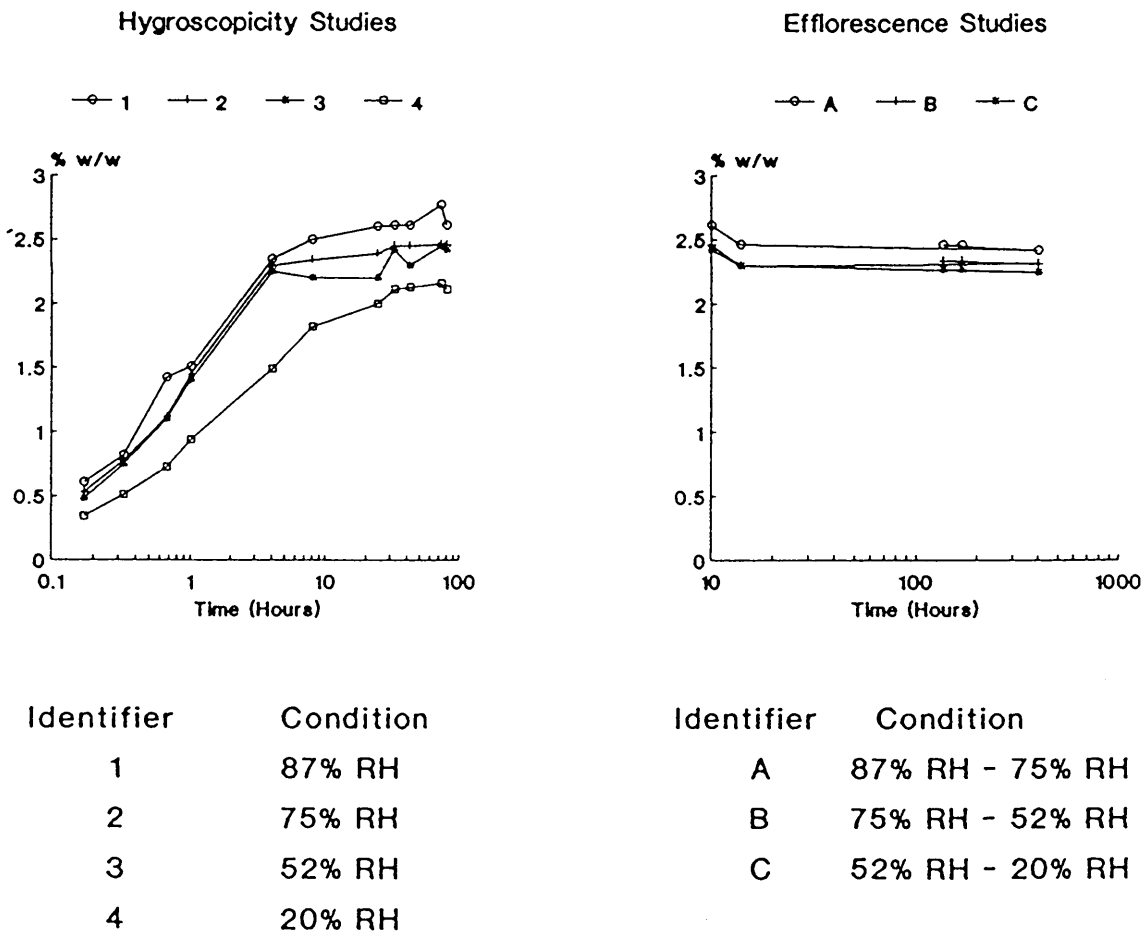 Hygroscopicity Studies
1 2 3 4
% w/w
3
2.5
2
1.5
1
0.5
0
0.1 1 10 100
Time (Hours)
Identifier Condition
1 87% RH
2 75% RH
3 52% RH
4 20% RH
Efflorescence Studies
A B C
% w/w
3
2.5
2
1.5
1
0.5
0
10 100 1000
Time (Hours)
Identifier Condition
A 87% RH - 75% RH
B 75% RH - 52% RH
C 52% RH - 20% RH